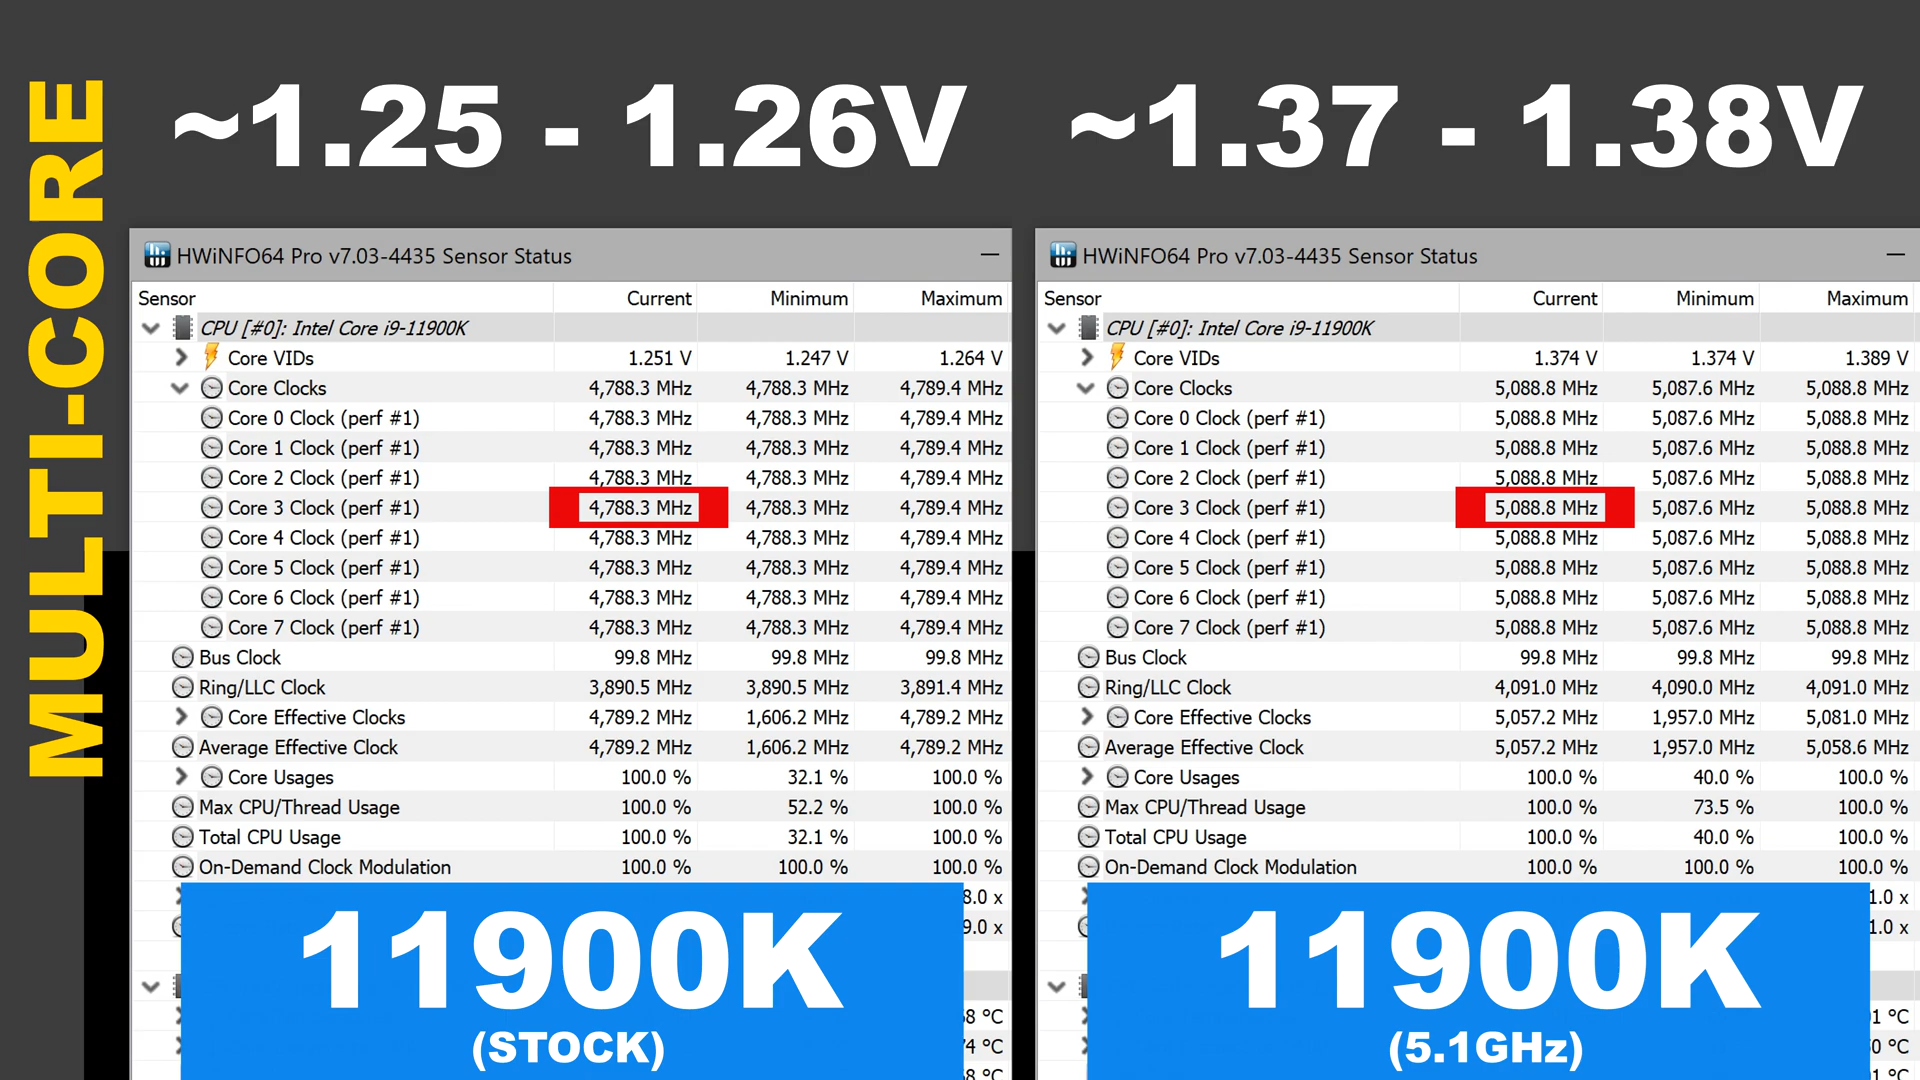 MULTI-CORE
~1.25 - 1.26V
HWiNFO64 Pro v7.03-4435 Sensor Status
Sensor Current Minimum Maximum
CPU [#0]: Intel Core i9-11900K
Core VIDs 1.251 V 1.247 V 1.264 V
Core Clocks 4,788.3 MHz 4,788.3 MHz 4,789.4 MHz
Core 0 Clock (perf #1) 4,788.3 MHz 4,788.3 MHz 4,789.4 MHz
Core 1 Clock (perf #1) 4,788.3 MHz 4,788.3 MHz 4,789.4 MHz
Core 2 Clock (perf #1) 4,788.3 MHz 4,788.3 MHz 4,789.4 MHz
Core 3 Clock (perf #1) 4,788.3 MHz 4,788.3 MHz 4,789.4 MHz
Core 4 Clock (perf #1) 4,788.3 MHz 4,788.3 MHz 4,789.4 MHz
Core 5 Clock (perf #1) 4,788.3 MHz 4,788.3 MHz 4,789.4 MHz
Core 6 Clock (perf #1) 4,788.3 MHz 4,788.3 MHz 4,789.4 MHz
Core 7 Clock (perf #1) 4,788.3 MHz 4,788.3 MHz 4,789.4 MHz
Bus Clock 99.8 MHz 99.8 MHz 99.8 MHz
Ring/LLC Clock 3,890.5 MHz 3,890.5 MHz 3,891.4 MHz
Core Effective Clocks 4,789.2 MHz 1,606.2 MHz 4,789.2 MHz
Average Effective Clock 4,789.2 MHz 1,606.2 MHz 4,789.2 MHz
Core Usages 100.0 % 32.1 % 100.0 %
Max CPU/Thread Usage 100.0 % 52.2 % 100.0 %
Total CPU Usage 100.0 % 32.1 % 100.0 %
On-Demand Clock Modulation 100.0 % 100.0 % 100.0 %
11900K
(STOCK)
~1.37 - 1.38V
HWiNFO64 Pro v7.03-4435 Sensor Status
Sensor Current Minimum Maximum
CPU [#0]: Intel Core i9-11900K
Core VIDs 1.374 V 1.374 V 1.389 V
Core Clocks 5,088.8 MHz 5,087.6 MHz 5,088.8 MHz
Core 0 Clock (perf #1) 5,088.8 MHz 5,087.6 MHz 5,088.8 MHz
Core 1 Clock (perf #1) 5,088.8 MHz 5,087.6 MHz 5,088.8 MHz
Core 2 Clock (perf #1) 5,088.8 MHz 5,087.6 MHz 5,088.8 MHz
Core 3 Clock (perf #1) 5,088.8 MHz 5,087.6 MHz 5,088.8 MHz
Core 4 Clock (perf #1) 5,088.8 MHz 5,087.6 MHz 5,088.8 MHz
Core 5 Clock (perf #1) 5,088.8 MHz 5,087.6 MHz 5,088.8 MHz
Core 6 Clock (perf #1) 5,088.8 MHz 5,087.6 MHz 5,088.8 MHz
Core 7 Clock (perf #1) 5,088.8 MHz 5,087.6 MHz 5,088.8 MHz
Bus Clock 99.8 MHz 99.8 MHz 99.8 MHz
Ring/LLC Clock 4,091.0 MHz 4,090.0 MHz 4,091.0 MHz
Core Effective Clocks 5,057.2 MHz 1,957.0 MHz 5,081.0 MHz
Average Effective Clock 5,057.2 MHz 1,957.0 MHz 5,058.6 MHz
Core Usages 100.0 % 40.0 % 100.0 %
Max CPU/Thread Usage 100.0 % 73.5 % 100.0 %
Total CPU Usage 100.0 % 40.0 % 100.0 %
On-Demand Clock Modulation 100.0 % 100.0 % 100.0 %
11900K
(5.1GHz)